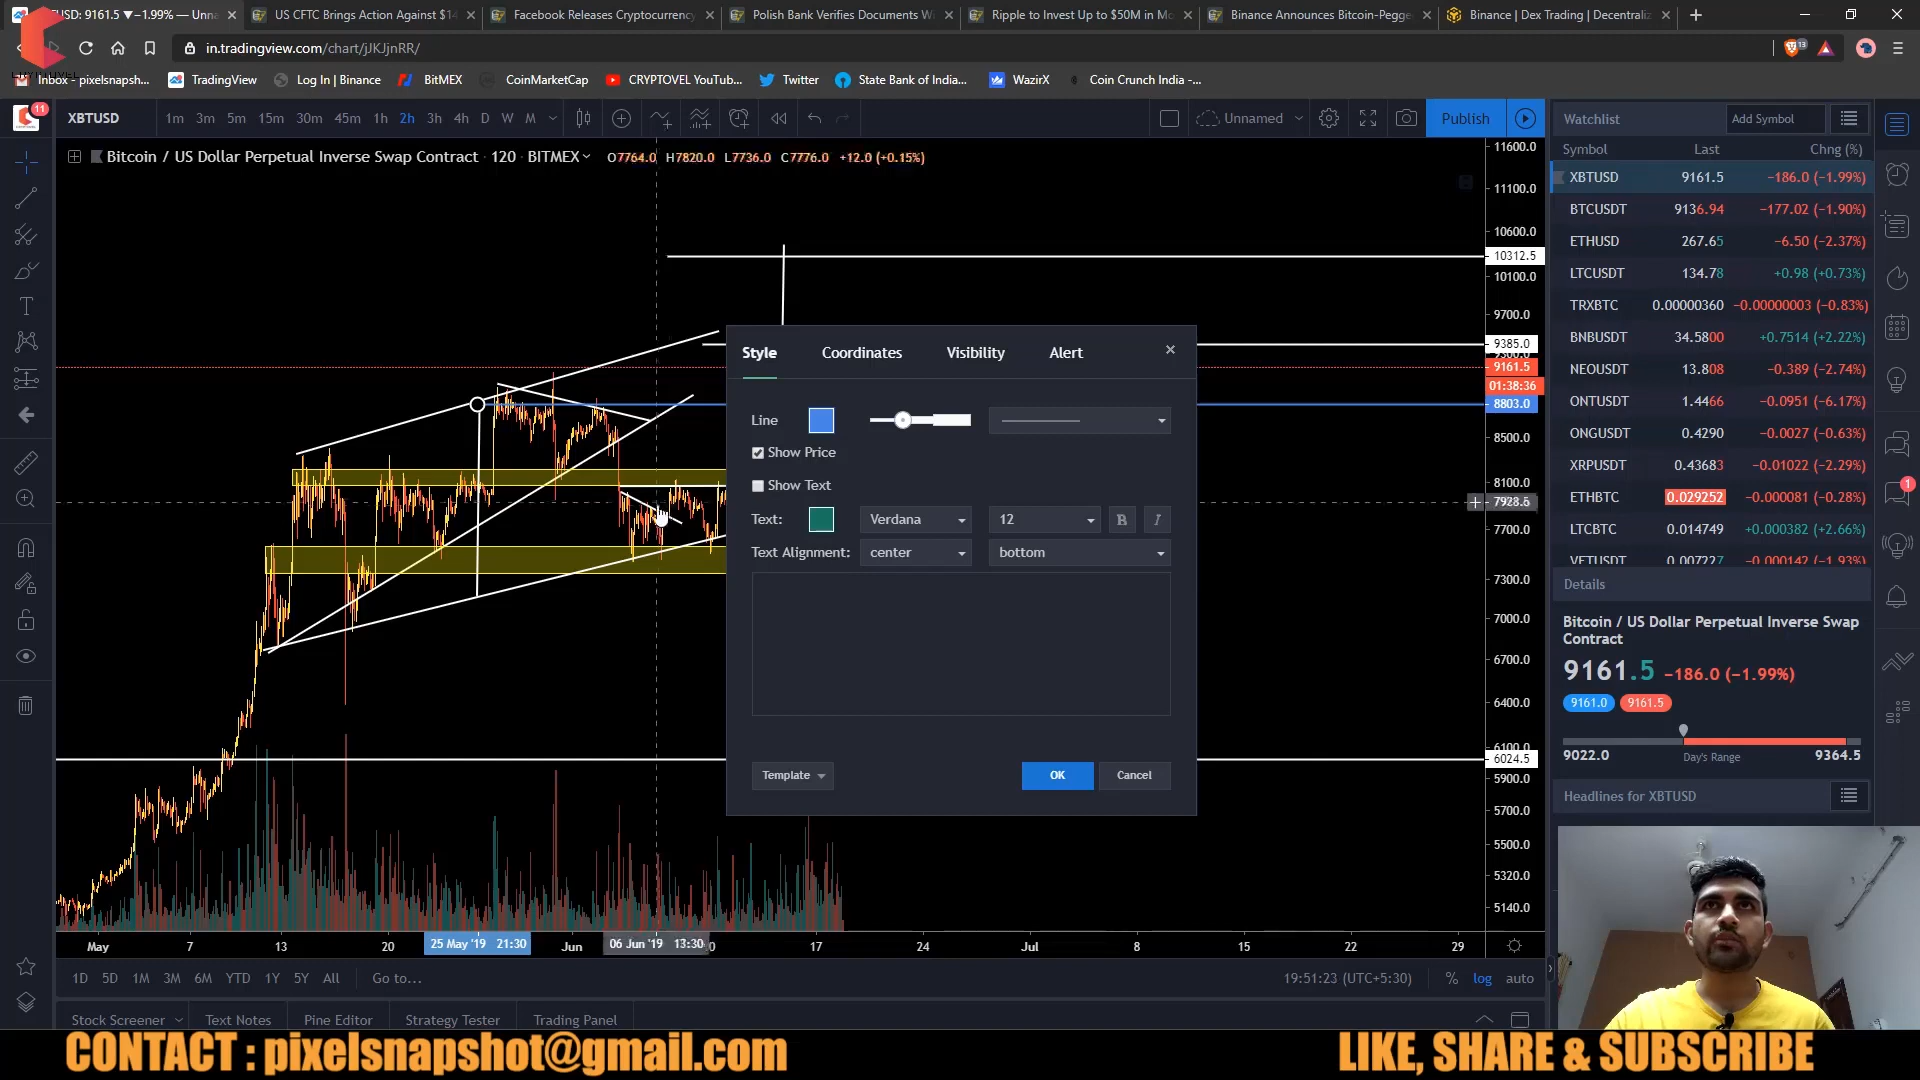 USD: 9161.5 ▼−1.99% — Unn
US CFTC Brings Action Against $14
Facebook Releases Cryptocurrency
Polish Bank Verifies Documents W
Ripple to Invest Up to $50M in Mo
Binance Announces Bitcoin-Pegge
Binance | Dex Trading | Decentraliz
in.tradingview.com/chart/jJKJjnRR/
13
Inbox - pixelsnapsh...
TradingView
Log In | Binance
BitMEX
CoinMarketCap
CRYPTOVEL YouTub...
Twitter
State Bank of India...
WazirX
Coin Crunch India -...
11
XBTUSD
1m 3m 5m 15m 30m 45m 1h 2h 3h 4h D W M
Unnamed
Publish
Watchlist
Add Symbol
Bitcoin / US Dollar Perpetual Inverse Swap Contract · 120 · BITMEX
O7764.0 H7820.0 L7736.0 C7776.0 +12.0 (+0.15%)
Symbol Last Chng (%)
XBTUSD 9161.5 −186.0 (−1.99%)
BTCUSDT 9136.94 −177.02 (−1.90%)
ETHUSD 267.65 −6.50 (−2.37%)
LTCUSDT 134.78 +0.98 (+0.73%)
TRXBTC 0.00000360 −0.00000003 (−0.83%)
BNBUSDT 34.5800 +0.7514 (+2.22%)
NEOUSDT 13.808 −0.389 (−2.74%)
ONTUSDT 1.4466 −0.0951 (−6.17%)
ONGUSDT 0.4290 −0.0027 (−0.63%)
XRPUSDT 0.43683 −0.01022 (−2.29%)
ETHBTC 0.029252 −0.000081 (−0.28%)
LTCBTC 0.014749 +0.000382 (+2.66%)
VETUSDT 0.007227 −0.000142 (−1.93%)
1
11600.0
11100.0
10600.0
10312.5
10100.0
9700.0
9385.0
9300.0
9161.5
01:38:36
8803.0
8500.0
8100.0
7928.5
7700.0
7300.0
7000.0
6700.0
6400.0
6100.0
6024.5
5900.0
5700.0
5500.0
5320.0
5140.0
Style
Coordinates
Visibility
Alert
Line
Show Price
Show Text
Text:
Verdana
12
B
I
Text Alignment:
center
bottom
Template
OK
Cancel
Details
Bitcoin / US Dollar Perpetual Inverse Swap
Contract
9161.5 −186.0 (−1.99%)
9161.0 9161.5
9022.0 Day's Range 9364.5
Headlines for XBTUSD
May 7 13 20 25 May '19 21:30 Jun 06 Jun '19 13:30 17 24 Jul 8 15 22 29
1D 5D 1M 3M 6M YTD 1Y 5Y All Go to...
19:51:23 (UTC+5:30) % log auto
Stock Screener
Text Notes
Pine Editor
Strategy Tester
Trading Panel
CONTACT : pixelsnapshot@gmail.com
LIKE, SHARE & SUBSCRIBE